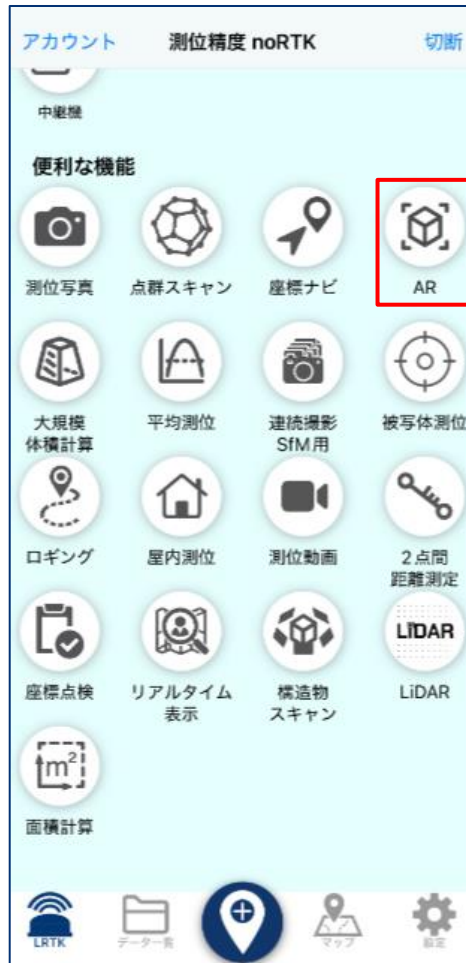 アカウント 測位精度 noRTK 切断
中継機
便利な機能
測位写真 点群スキャン 座標ナビ AR
大規模 平均測位 連続撮影 被写体測位
体積計算 SfM用
ロギング 屋内測位 測位動画 2点間
距離測定
LiDAR
座標点検 リアルタイム 構造物 LiDAR
表示 スキャン
m²
面積計算
LRTK データ一覧 マップ 設定